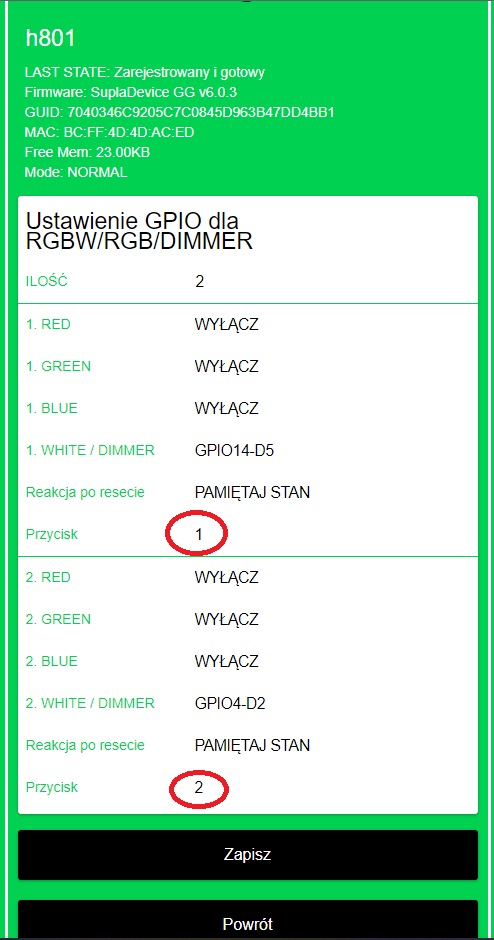 h801
LAST STATE: Zarejestrowany i gotowy
Firmware: SuplaDevice GG v6.0.3
GUID: 7040346C9205C7C0845D963B47DD4BB1
MAC: BC:FF:4D:4D:AC:ED
Free Mem: 23.00KB
Mode: NORMAL
Ustawienie GPIO dla
RGBW/RGB/DIMMER
ILOŚĆ 2
1. RED WYŁĄCZ
1. GREEN WYŁĄCZ
1. BLUE WYŁĄCZ
1. WHITE / DIMMER GPIO14-D5
Reakcja po resecie PAMIĘTAJ STAN
Przycisk 1
2. RED WYŁĄCZ
2. GREEN WYŁĄCZ
2. BLUE WYŁĄCZ
2. WHITE / DIMMER GPIO4-D2
Reakcja po resecie PAMIĘTAJ STAN
Przycisk 2
Zapisz
Powrót